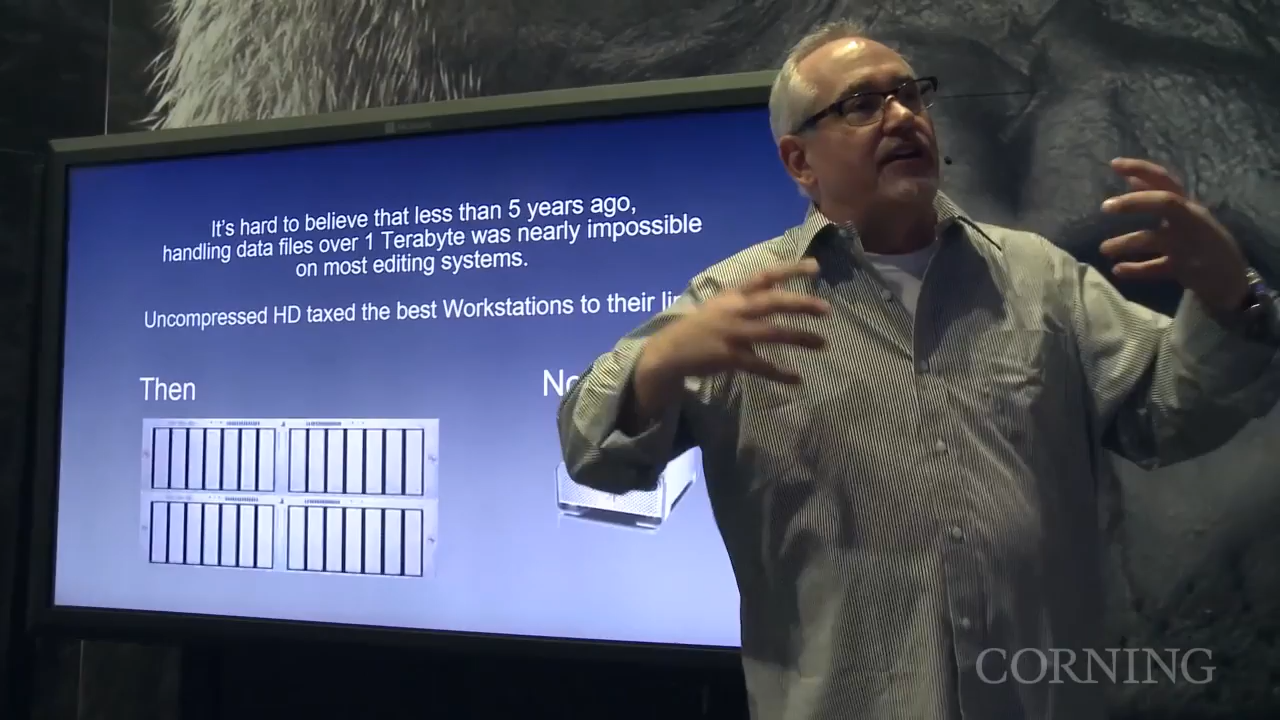 It's hard to believe that less than 5 years ago,
handling data files over 1 Terabyte was nearly impossible
on most editing systems.
Uncompressed HD taxed the best Workstations to their
Then
CORNING